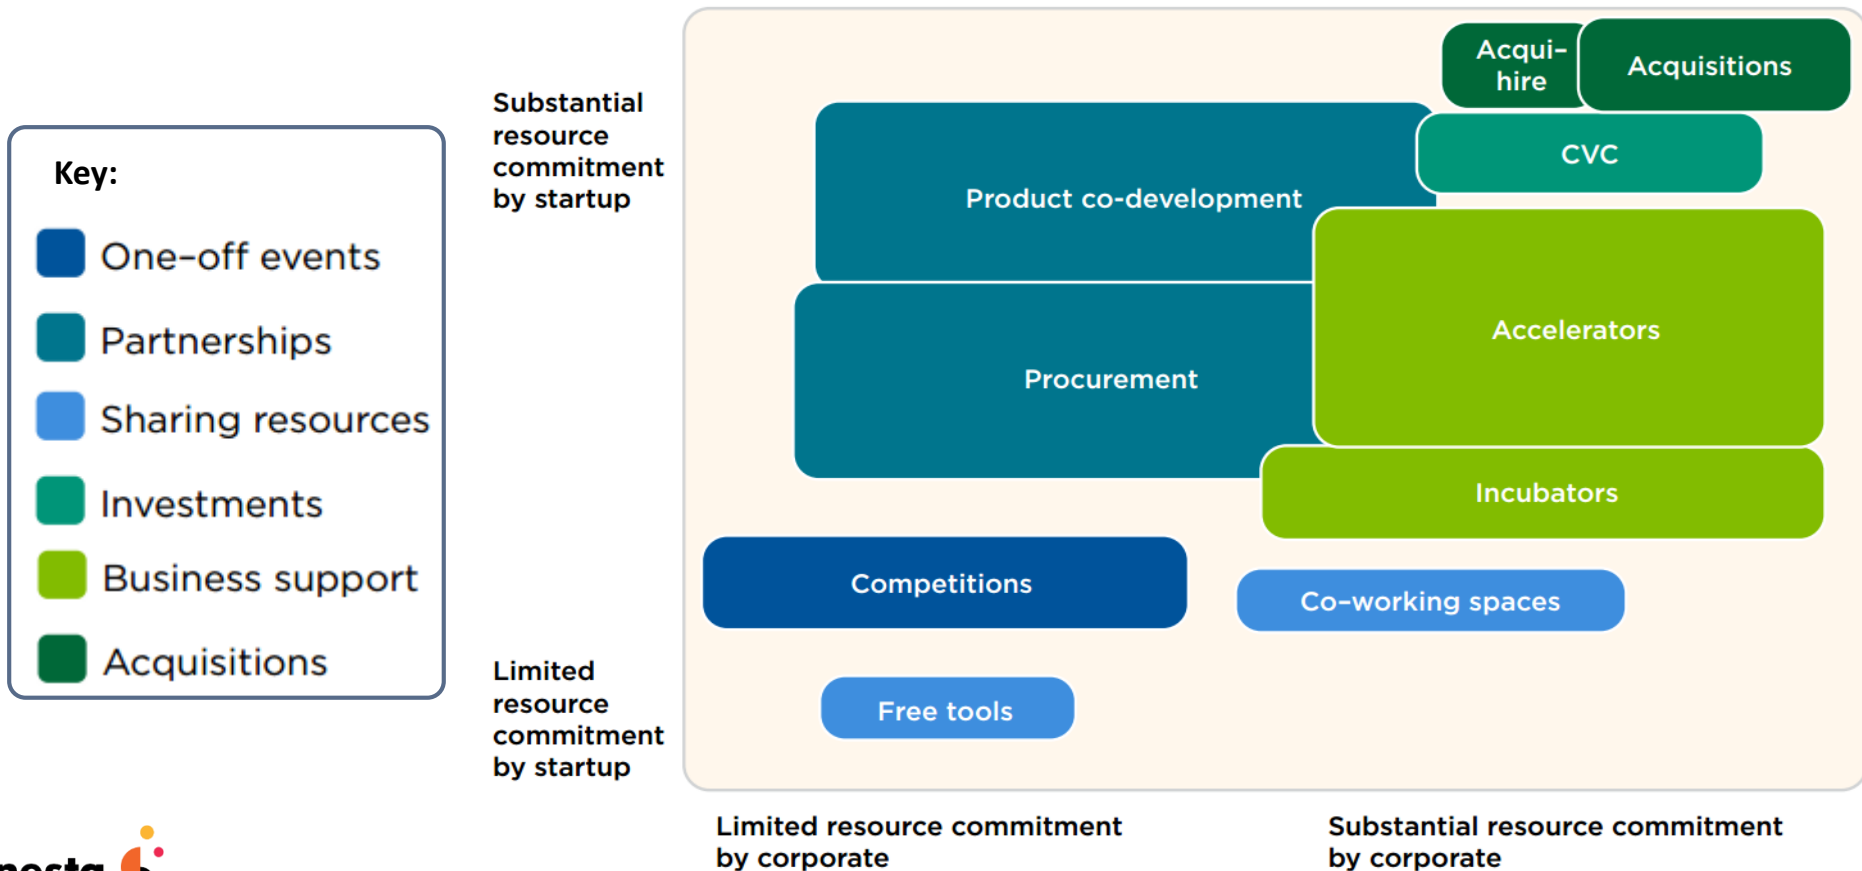 Key:
One–off events
Partnerships
Sharing resources
Investments
Business support
Acquisitions
Substantial
resource
commitment
by startup
Limited
resource
commitment
by startup
Acqui–
hire
Acquisitions
CVC
Product co-development
Accelerators
Procurement
Incubators
Competitions
Co–working spaces
Free tools
Limited resource commitment
by corporate
Substantial resource commitment
by corporate
nesta